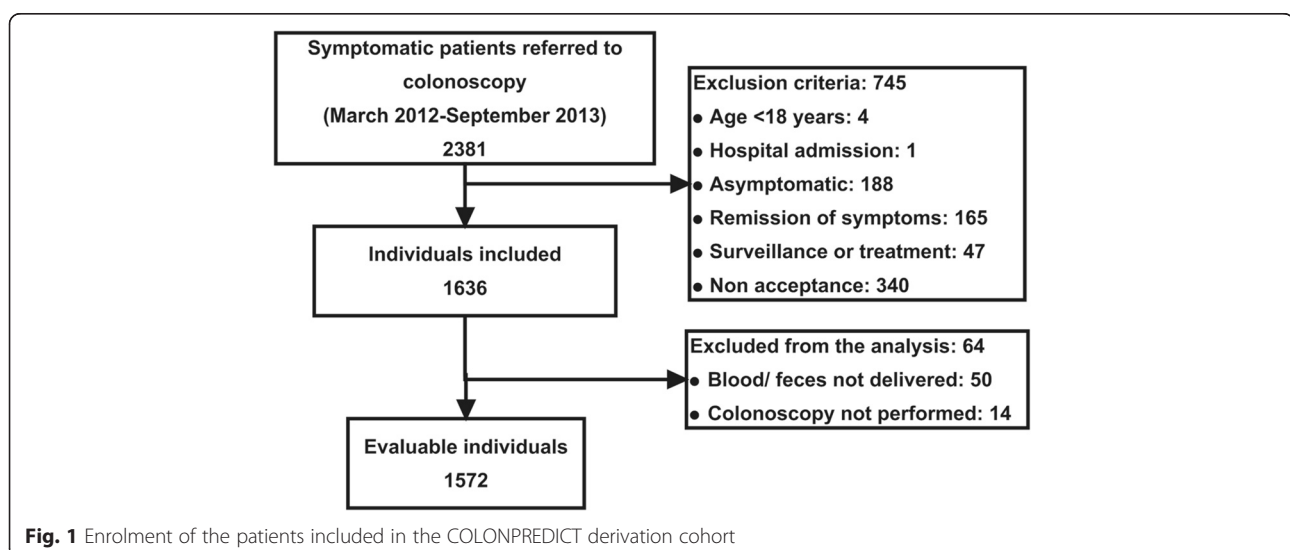 Symptomatic patients referred to
colonoscopy
(March 2012-September 2013)
2381
Exclusion criteria: 745
● Age <18 years: 4
● Hospital admission: 1
● Asymptomatic: 188
● Remission of symptoms: 165
● Surveillance or treatment: 47
● Non acceptance: 340
Individuals included
1636
Excluded from the analysis: 64
● Blood/ feces not delivered: 50
● Colonoscopy not performed: 14
Evaluable individuals
1572
Fig. 1 Enrolment of the patients included in the COLONPREDICT derivation cohort